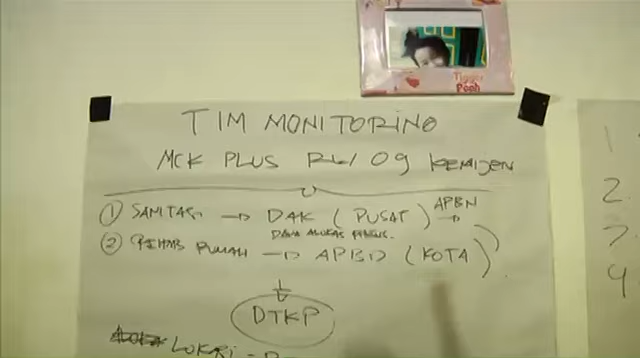 Tigger
Pooh
TIM MONITORING
MCK PLUS RW 09 KEMIJEN
① SANITASI → DAK (PUSAT) APBN →
DANA ALOKASI KHUSUS.
② REHAB RUMAH → APBD (KOTA)
DTKP
LOKASI
1
2.
3.
4